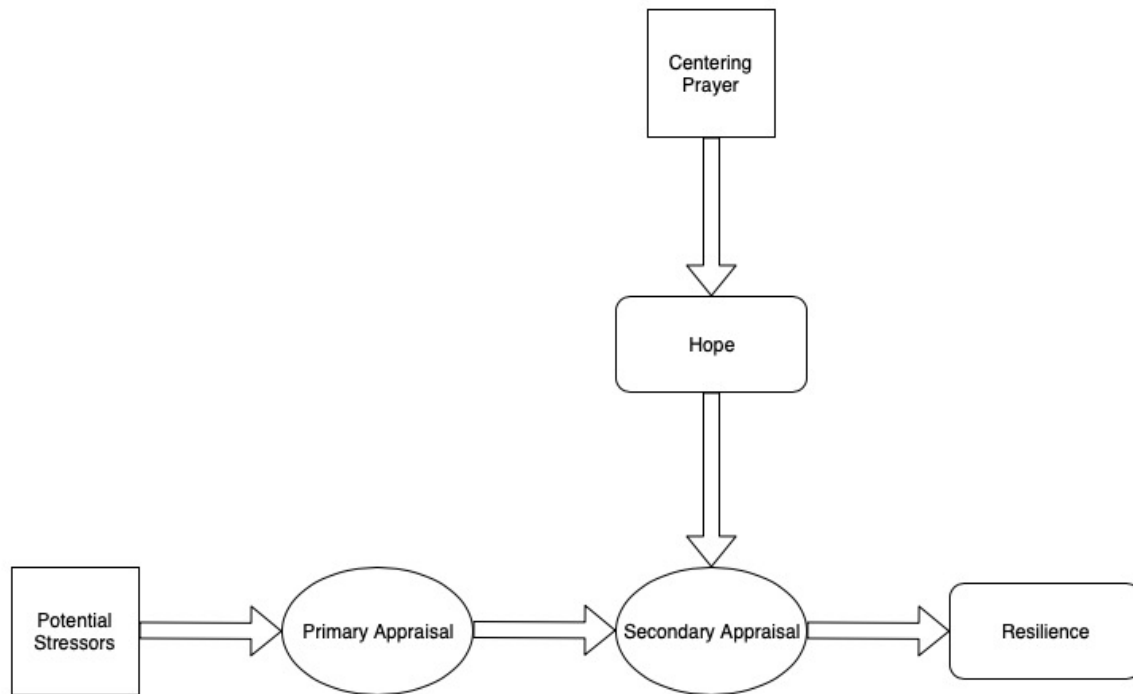 Centering
Prayer
Hope
Potential
Stressors
Primary Appraisal
Secondary Appraisal
Resilience